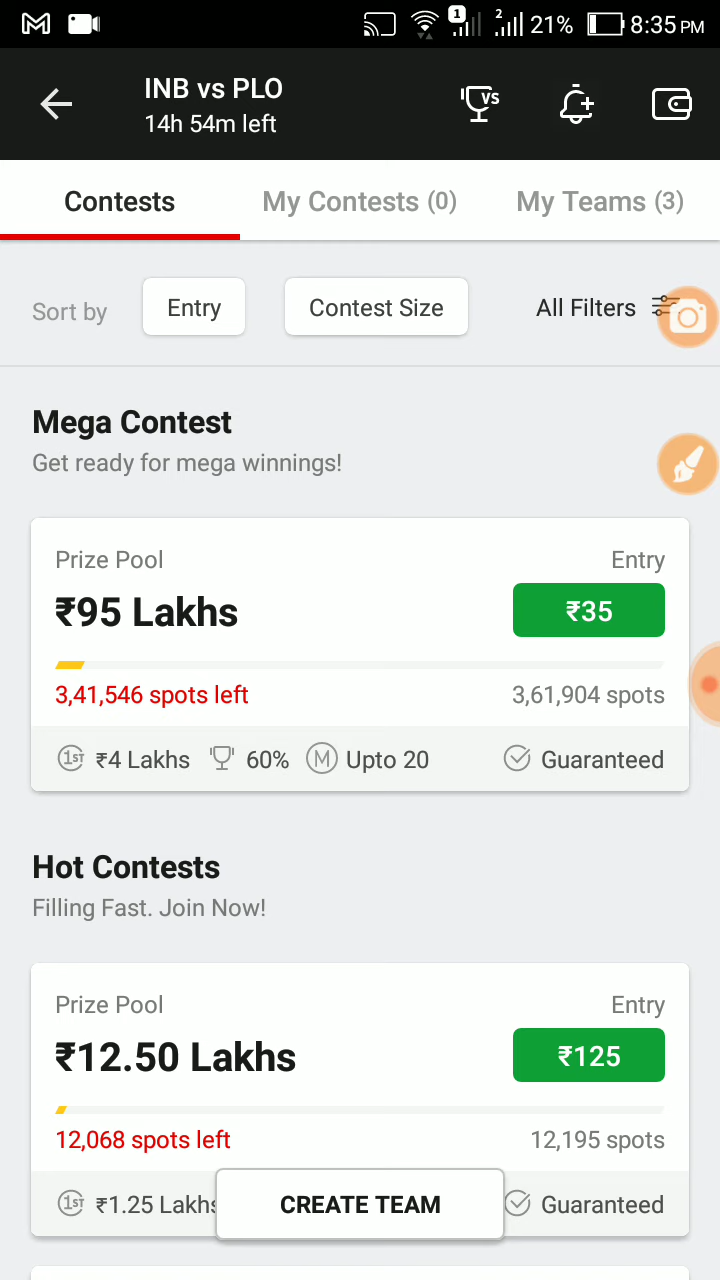 1 2 21% 8:35 PM
INB vs PLO
VS
14h 54m left
Contests My Contests (0) My Teams (3)
Sort by Entry Contest Size All Filters
Mega Contest
Get ready for mega winnings!
Prize Pool Entry
₹95 Lakhs ₹35
3,41,546 spots left 3,61,904 spots
1ST ₹4 Lakhs 60% M Upto 20 Guaranteed
Hot Contests
Filling Fast. Join Now!
Prize Pool Entry
₹12.50 Lakhs ₹125
12,068 spots left 12,195 spots
1ST ₹1.25 Lakhs CREATE TEAM Guaranteed